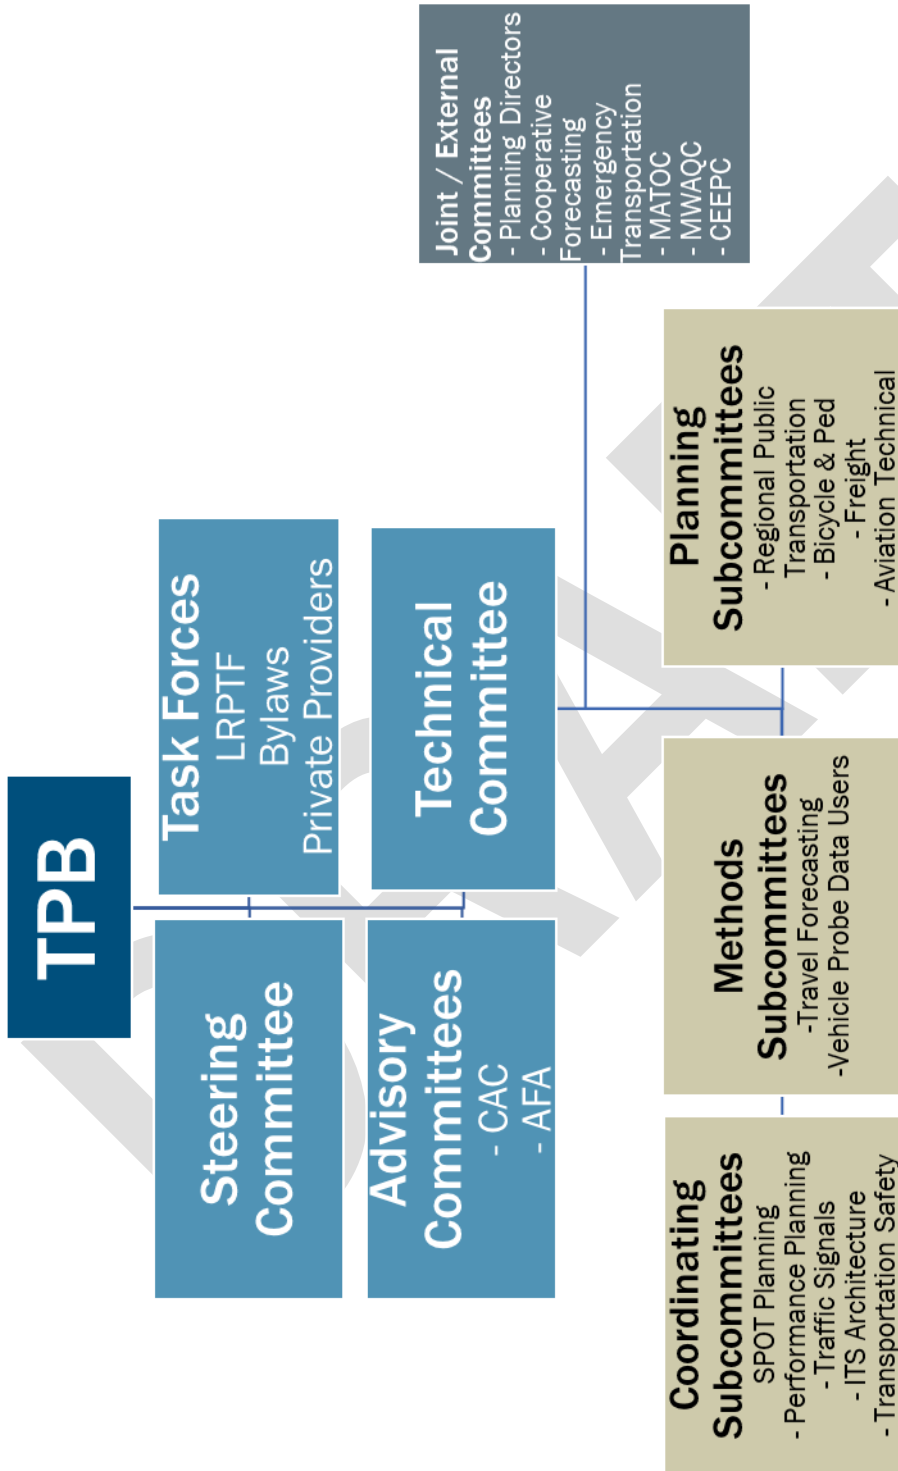 TPB
Steering
Committee
Task Forces
LRPTF
Bylaws
Private Providers
Advisory
Committees
- CAC
- AFA
Technical
Committee
Joint / External
Committees
- Planning Directors
- Cooperative
Forecasting
- Emergency
Transportation
- MATOC
- MWAQC
- CEEPC
Coordinating
Subcommittees
SPOT Planning
- Performance Planning
- Traffic Signals
- ITS Architecture
- Transportation Safety
Methods
Subcommittees
-Travel Forecasting
-Vehicle Probe Data Users
Planning
Subcommittees
- Regional Public
Transportation
- Bicycle & Ped
- Freight
- Aviation Technical